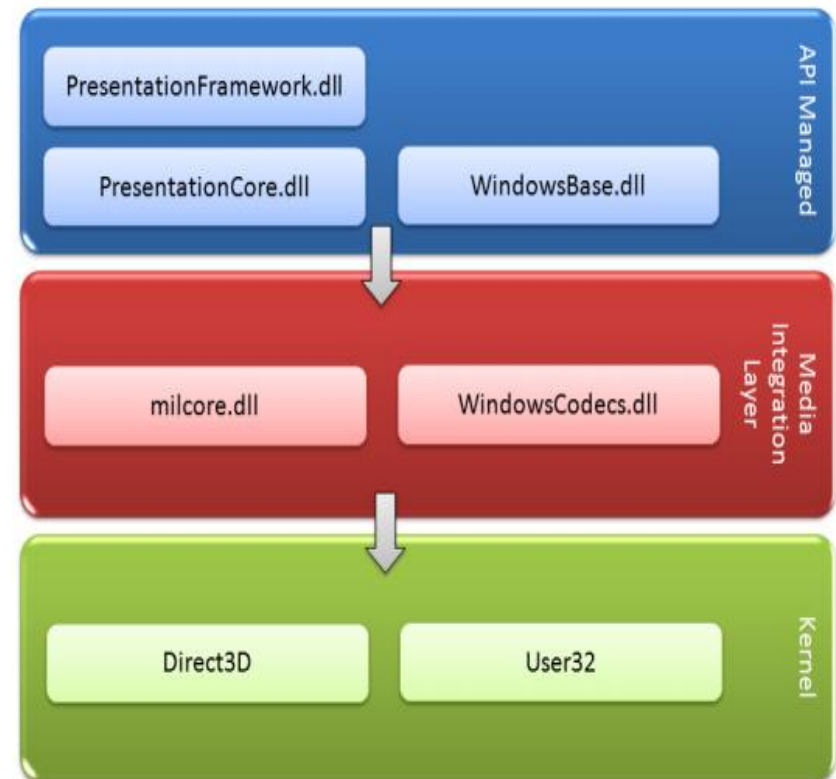 PresentationFramework.dll
PresentationCore.dll
WindowsBase.dll
API Managed
milcore.dll
WindowsCodecs.dll
Media
Integration
Layer
Direct3D
User32
Kernel